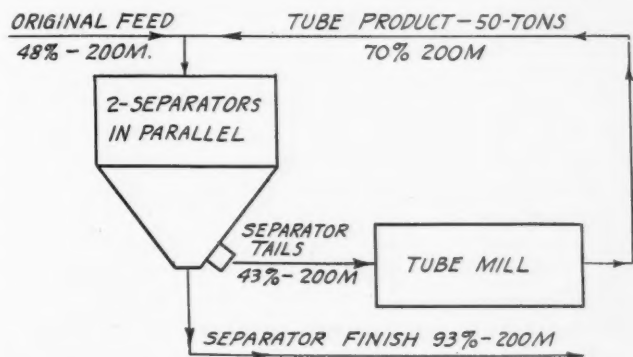 ORIGINAL FEED
48%-200M.
TUBE PRODUCT-50-TONS
70% 200M
2-SEPARATORS
IN PARALLEL
SEPARATOR
TAILS
43%-200M
TUBE MILL
SEPARATOR FINISH 93%-200M